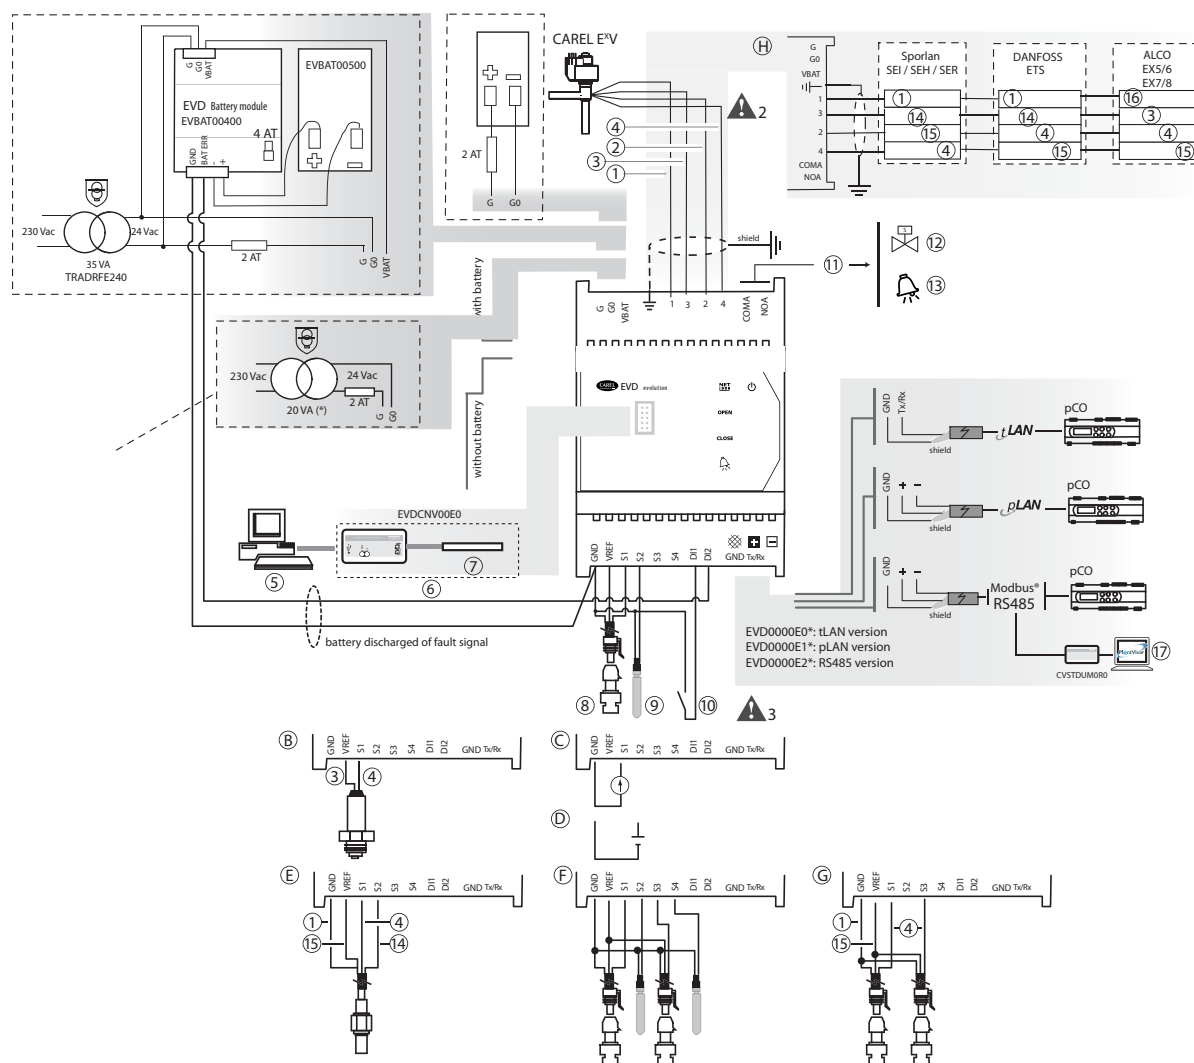 G
G0
VBAT
EVD Battery module
EVBAT00400
4 AT
GND
BAT ERR
-
+
EVBAT00500
230 Vac
24 Vac
35 VA
TRADRFE240
2 AT
G
G0
VBAT
2 AT
G
G0
CAREL EˣV
4
2
3
1
2
H
G
G0
VBAT
1
3
2
4
COMA
NOA
Sporlan
SEI / SEH / SER
1
14
15
4
DANFOSS
ETS
1
14
4
15
ALCO
EX5/6
EX7/8
16
3
4
15
shield
11
S
12
13
230 Vac
24 Vac
20 VA (*)
2 AT
G
G0
with battery
without battery
G
G0
VBAT
1
3
2
4
COMA
NOA
CAREL
EVD evolution
NET
OPEN
CLOSE
GND
VREF
S1
S2
S3
S4
DI1
DI2
GND Tx/Rx
EVDCNV00E0
5
6
7
battery discharged of fault signal
8
9
10
3
GND
Tx/Rx
shield
tLAN
pCO
GND
+
-
shield
pLAN
pCO
GND
+
-
shield
Modbus®
RS485
pCO
EVD0000E0*: tLAN version
EVD0000E1*: pLAN version
EVD0000E2*: RS485 version
CVSTDUM0R0
PlantVisor
17
B
GND
VREF
S1
S2
S3
S4
DI1
DI2
GND Tx/Rx
3
4
C
GND
VREF
S1
S2
S3
S4
DI1
DI2
GND Tx/Rx
D
E
GND
VREF
S1
S2
S3
S4
DI1
DI2
GND Tx/Rx
1
4
15
14
F
GND
VREF
S1
S2
S3
S4
DI1
DI2
GND Tx/Rx
G
GND
VREF
S1
S2
S3
S4
DI1
DI2
GND Tx/Rx
1
4
15